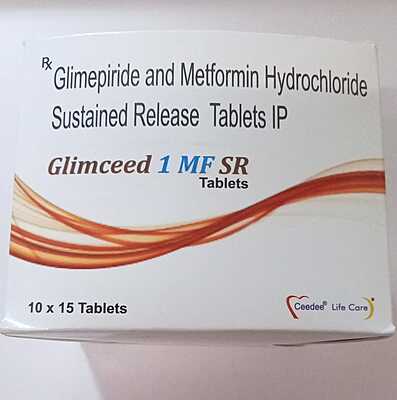 Rx Glimepiride and Metformin Hydrochloride
Sustained Release Tablets IP
Glimceed 1 MF SR
Tablets
10 x 15 Tablets
Ceedee® Life Care